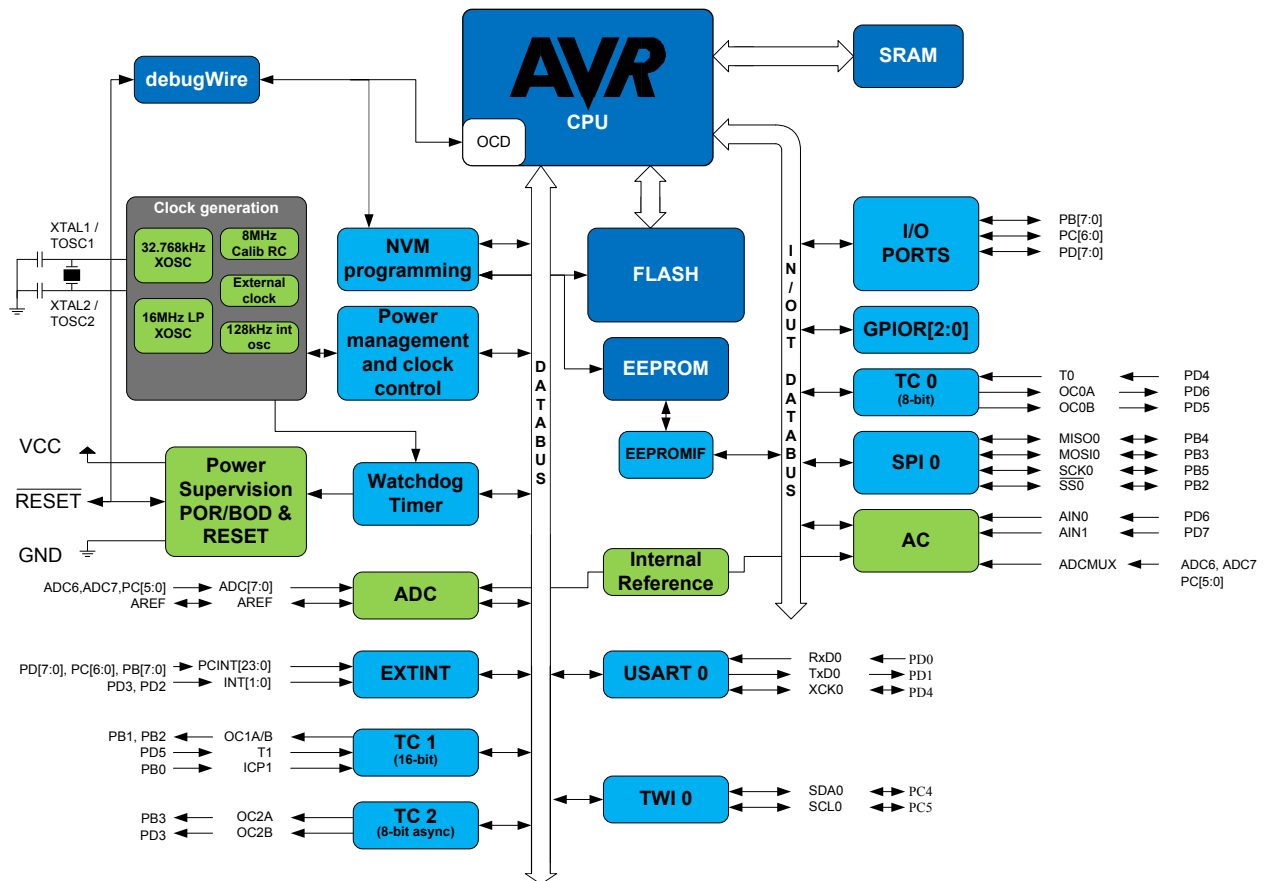 AVR
CPU
OCD
SRAM
debugWire
Clock generation
XTAL1 /
TOSC1
32.768kHz
XOSC
8MHz
Calib RC
External
clock
XTAL2 /
TOSC2
16MHz LP
XOSC
128kHz int
osc
NVM
programming
Power
management
and clock
control
FLASH
EEPROM
EEPROMIF
DATABUS
IN/OUT DATABUS
I/O
PORTS
PB[7:0]
PC[6:0]
PD[7:0]
GPIOR[2:0]
TC 0
(8-bit)
T0 PD4
OC0A PD6
OC0B PD5
SPI 0
MISO0 PB4
MOSI0 PB3
SCK0 PB5
SS0 PB2
AC
AIN0 PD6
AIN1 PD7
ADCMUX ADC6, ADC7
PC[5:0]
VCC
RESET
GND
Power
Supervision
POR/BOD &
RESET
Watchdog
Timer
Internal
Reference
ADC6,ADC7,PC[5:0] ADC[7:0]
AREF AREF
ADC
PD[7:0], PC[6:0], PB[7:0] PCINT[23:0]
PD3, PD2 INT[1:0]
EXTINT
USART 0
RxD0 PD0
TxD0 PD1
XCK0 PD4
PB1, PB2 OC1A/B
PD5 T1
PB0 ICP1
TC 1
(16-bit)
TWI 0
SDA0 PC4
SCL0 PC5
PB3 OC2A
PD3 OC2B
TC 2
(8-bit async)